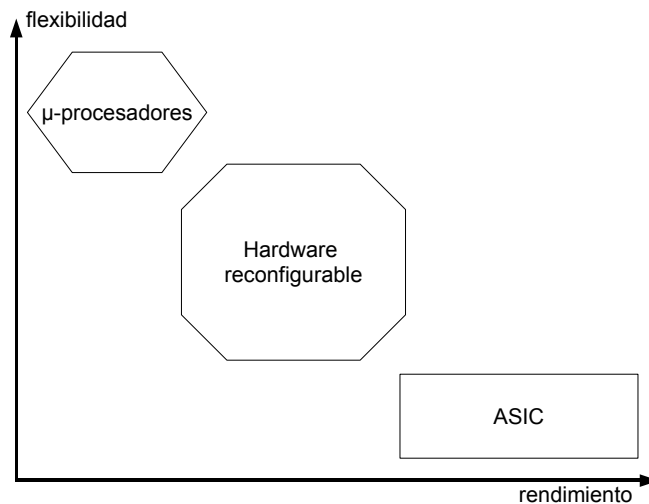 flexibilidad
µ-procesadores
Hardware
reconfigurable
ASIC
rendimiento